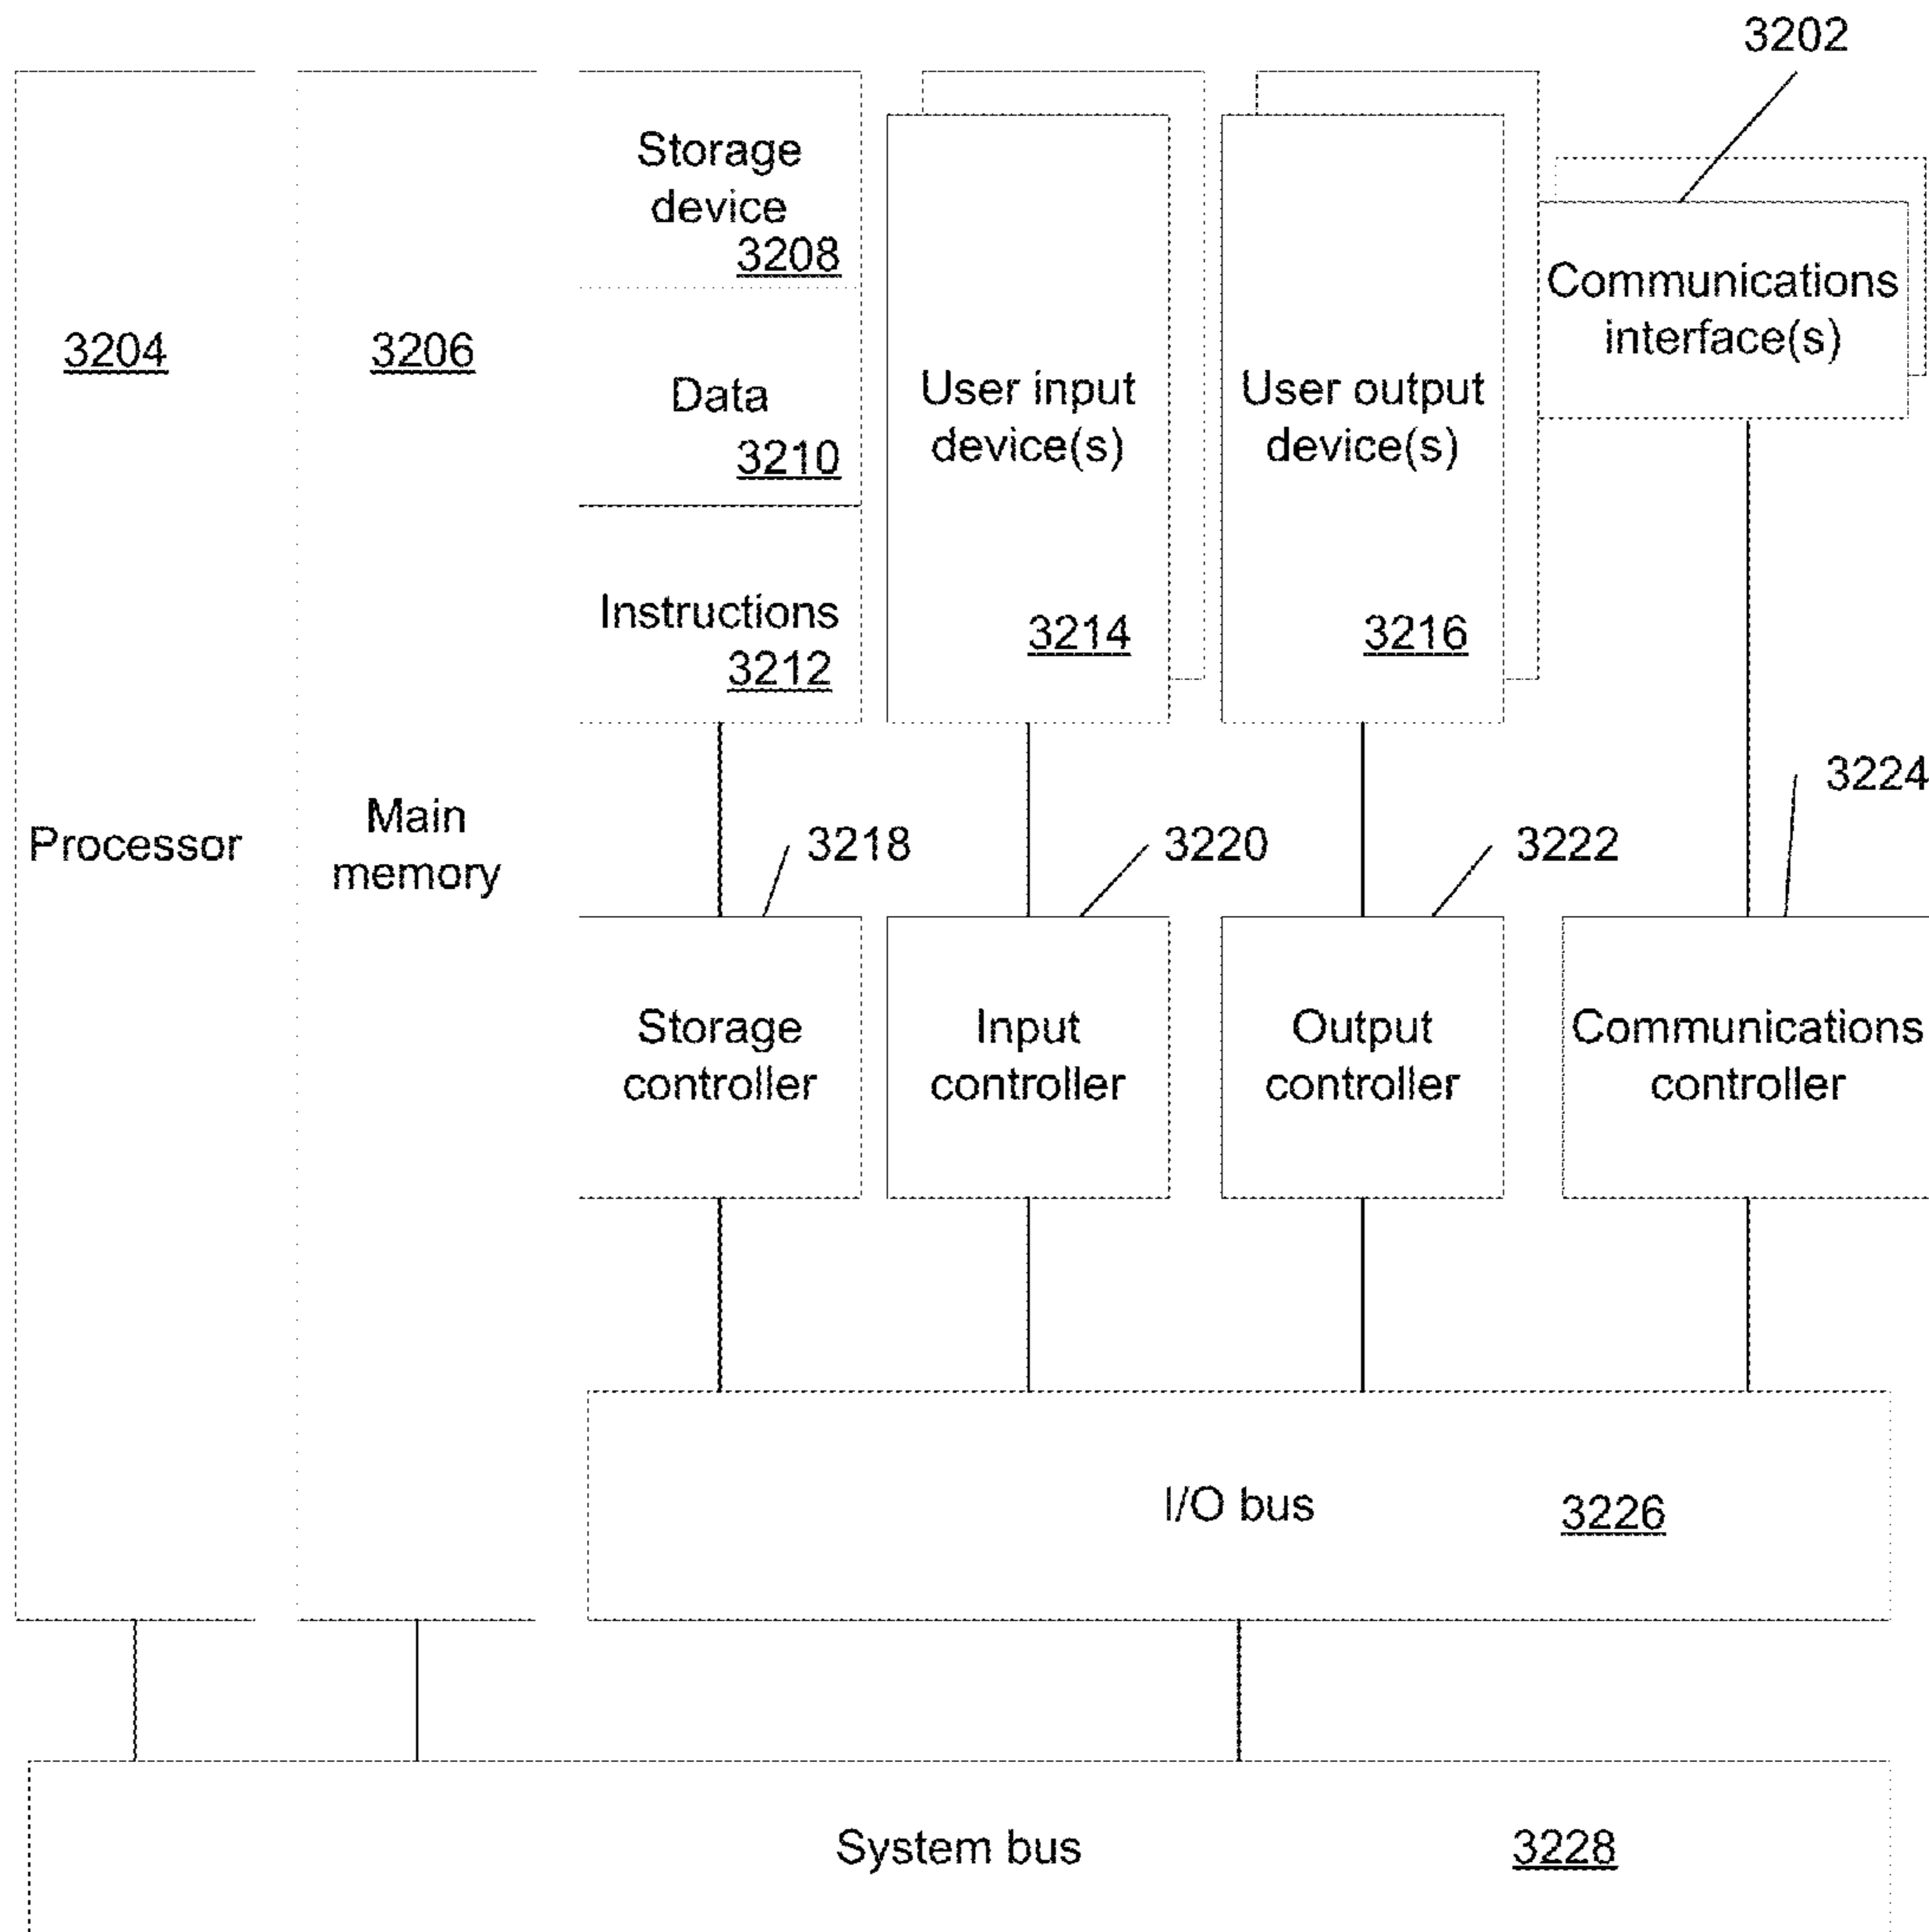 3202
Storage
device
3208
Communications
interface(s)
3204
3206
Data
3210
User input
device(s)
User output
device(s)
Instructions
3212
3214
3216
3224
Processor
Main
memory
3218
3220
3222
Storage
controller
Input
controller
Output
controller
Communications
controller
I/O bus
3226
System bus
3228